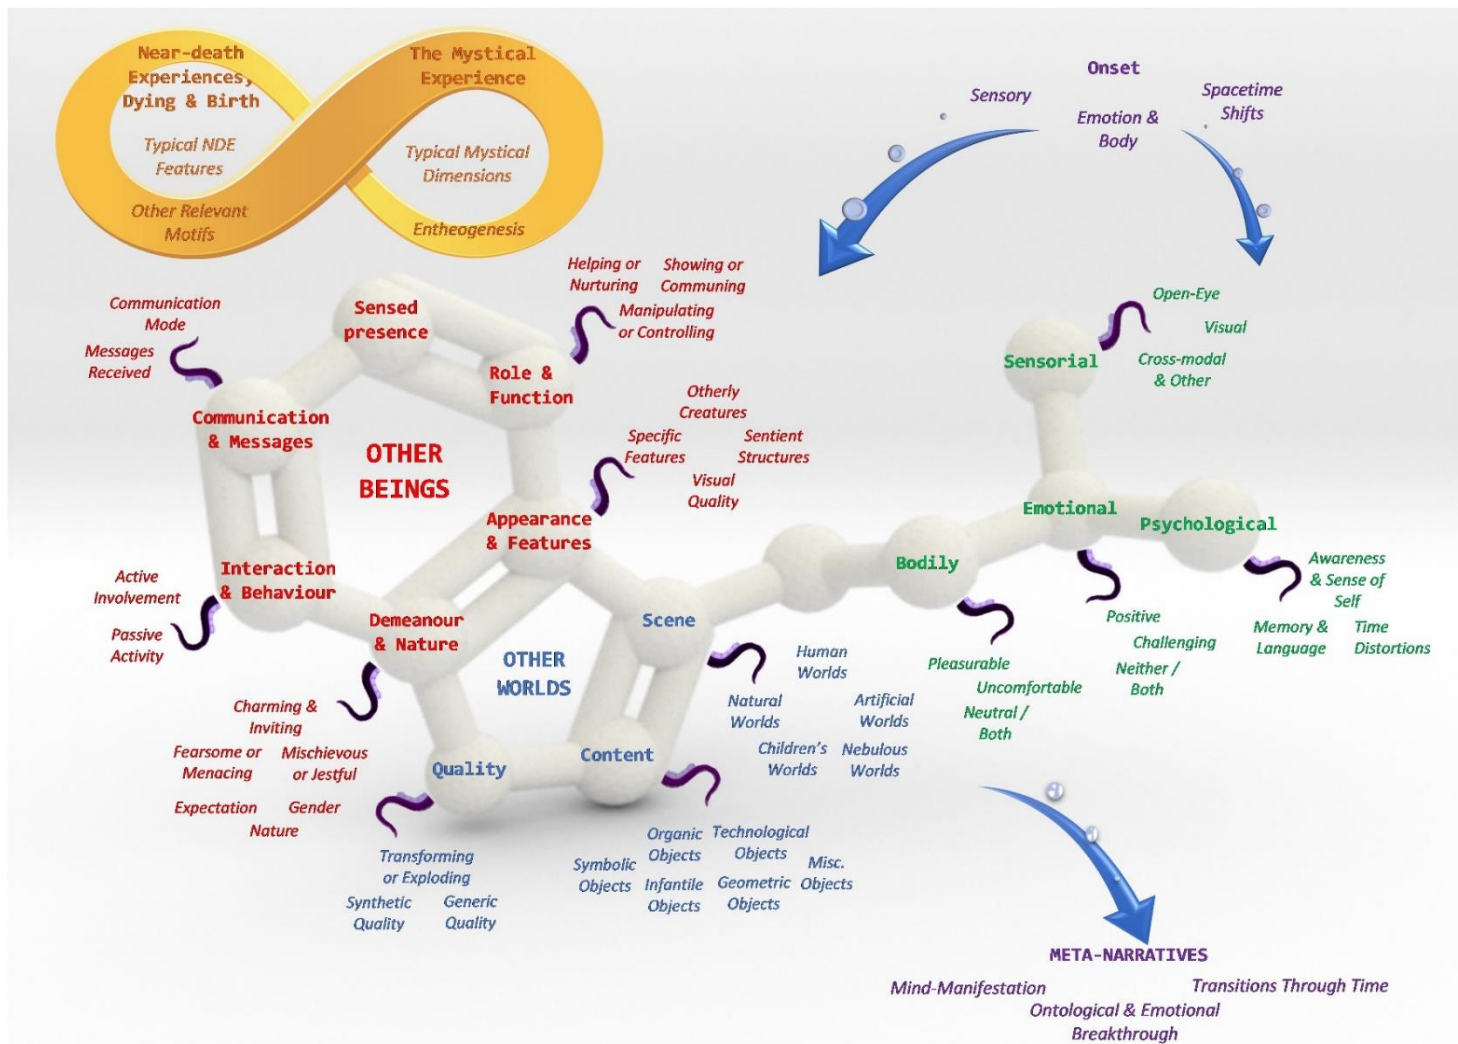 Near-death
Experiences,
Dying & Birth
The Mystical
Experience
Typical NDE
Features
Typical Mystical
Dimensions
Other Relevant
Motifs
Entheogenesis
Onset
Sensory
Emotion &
Body
Spacetime
Shifts
Helping or
Nurturing
Showing or
Communing
Manipulating
or Controlling
Communication
Mode
Messages
Received
Sensed
presence
Role &
Function
Communication
& Messages
OTHER
BEINGS
Otherly
Creatures
Specific
Features
Sentient
Structures
Visual
Quality
Appearance
& Features
Interaction
& Behaviour
Active
Involvement
Passive
Activity
Demeanour
& Nature
Charming &
Inviting
Fearsome or
Menacing
Mischievous
or Jestful
Expectation
Gender
Nature
OTHER
WORLDS
Scene
Human
Worlds
Natural
Worlds
Artificial
Worlds
Children's
Worlds
Nebulous
Worlds
Quality
Content
Transforming
or Exploding
Synthetic
Quality
Generic
Quality
Organic
Objects
Technological
Objects
Symbolic
Objects
Misc.
Objects
Infantile
Objects
Geometric
Objects
Open-Eye
Visual
Cross-modal
& Other
Sensorial
Emotional
Psychological
Bodily
Awareness
& Sense of
Self
Memory &
Language
Time
Distortions
Positive
Challenging
Neither /
Both
Pleasurable
Uncomfortable
Neutral /
Both
META-NARRATIVES
Mind-Manifestation
Transitions Through Time
Ontological & Emotional
Breakthrough